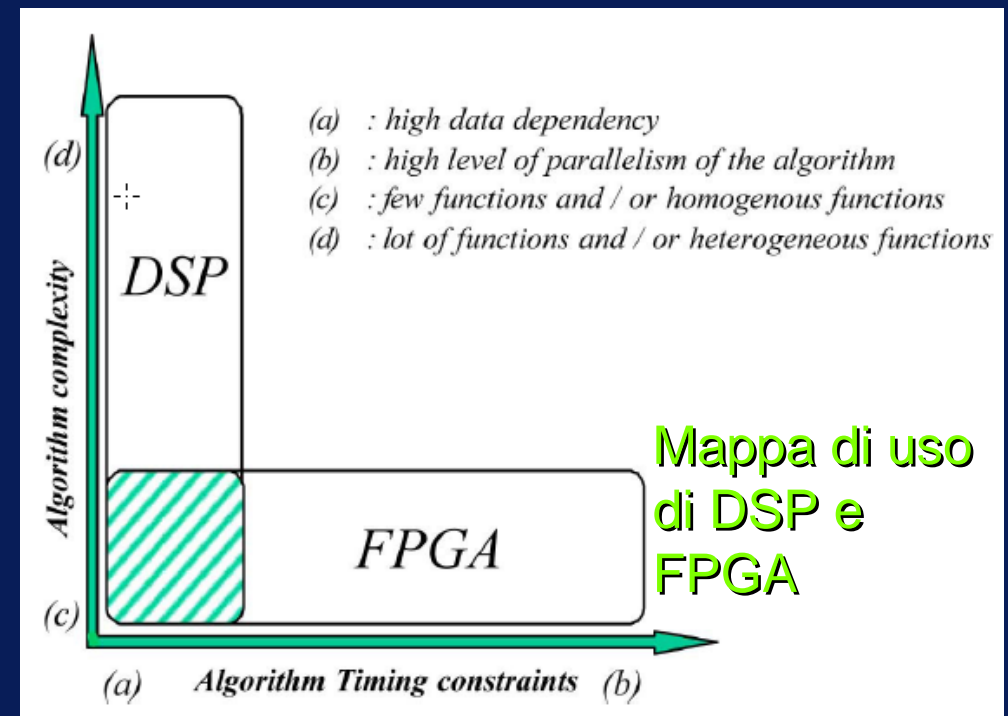 (a) : high data dependency
(b) : high level of parallelism of the algorithm
(c) : few functions and / or homogenous functions
(d) : lot of functions and / or heterogeneous functions
(d)
DSP
Algorithm complexity
FPGA
Mappa di uso
di DSP e
FPGA
(c)
(a) Algorithm Timing constraints (b)